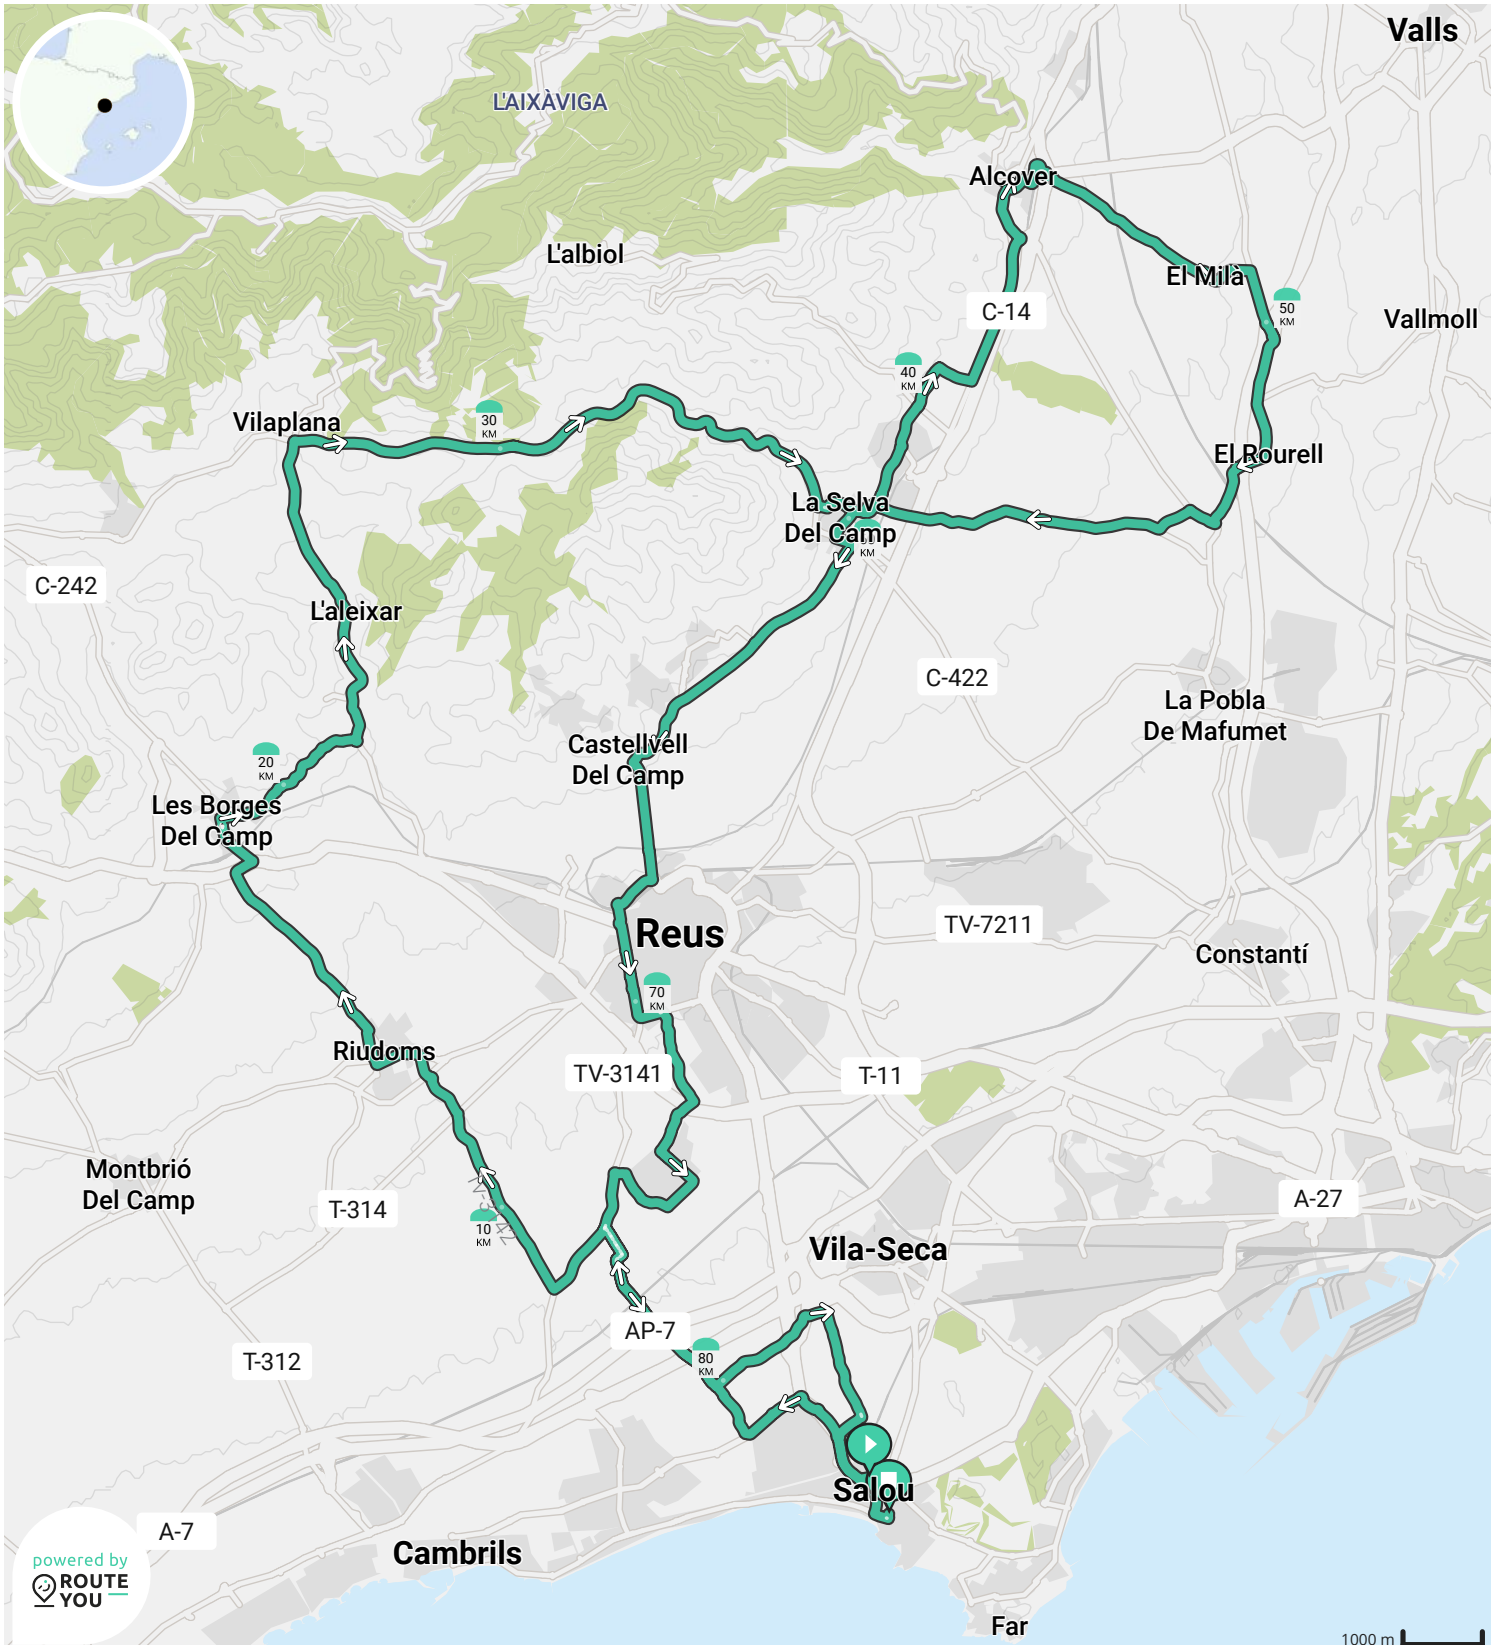 Valls
L'AIXÀVIGA
Alcover
L'albiol
El Milà
C-14
50
KM
Vallmoll
40
KM
30
KM
Vilaplana
El Rourell
La Selva
Del Camp
KM
C-242
L'aleixar
C-422
La Pobla
De Mafumet
Castellvell
Del Camp
20
KM
Les Borges
Del Camp
Reus
TV-7211
Constantí
70
KM
Riudoms
TV-3141
T-11
Montbrió
Del Camp
T-314
A-27
10
KM
Vila-Seca
AP-7
T-312
80
KM
Salou
A-7
Cambrils
powered by
ROUTE
YOU
Far
1000 m